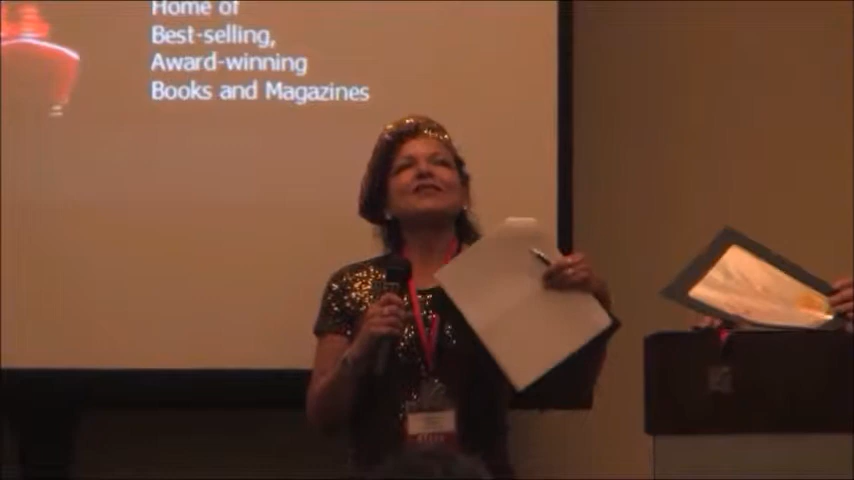 Home of
Best-selling,
Award-winning
Books and Magazines